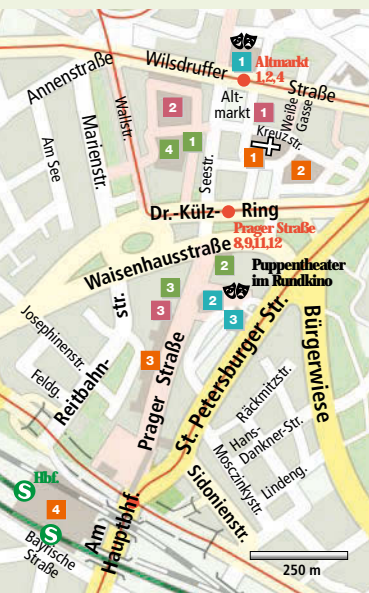 1
Altmarkt
1,2,4
Wilsdruffer
Straße
Annenstraße
Wallstr.
2
Alt-
markt
1
Weiße
Gasse
Kreuzstr.
Marienstr.
Am See
4
1
1
2
Seestr.
Dr.-Külz-
Ring
Prager Straße
8,9,11,12
Waisenhausstraße
2
Puppentheater
im Rundkino
3
3
2
3
Reitbahn-
str.
Josephinenstr.
Feldg.
3
Prager Straße
St. Petersburger Str.
Bürgerwiese
Räckmitzstr.
Hans-
Dankner-Str.
Mosczinkystr.
Lindeng.
Sidonienstr.
S
Hbf.
4
S
Bayrische
Straße
Am
Hauptbhf.
250 m